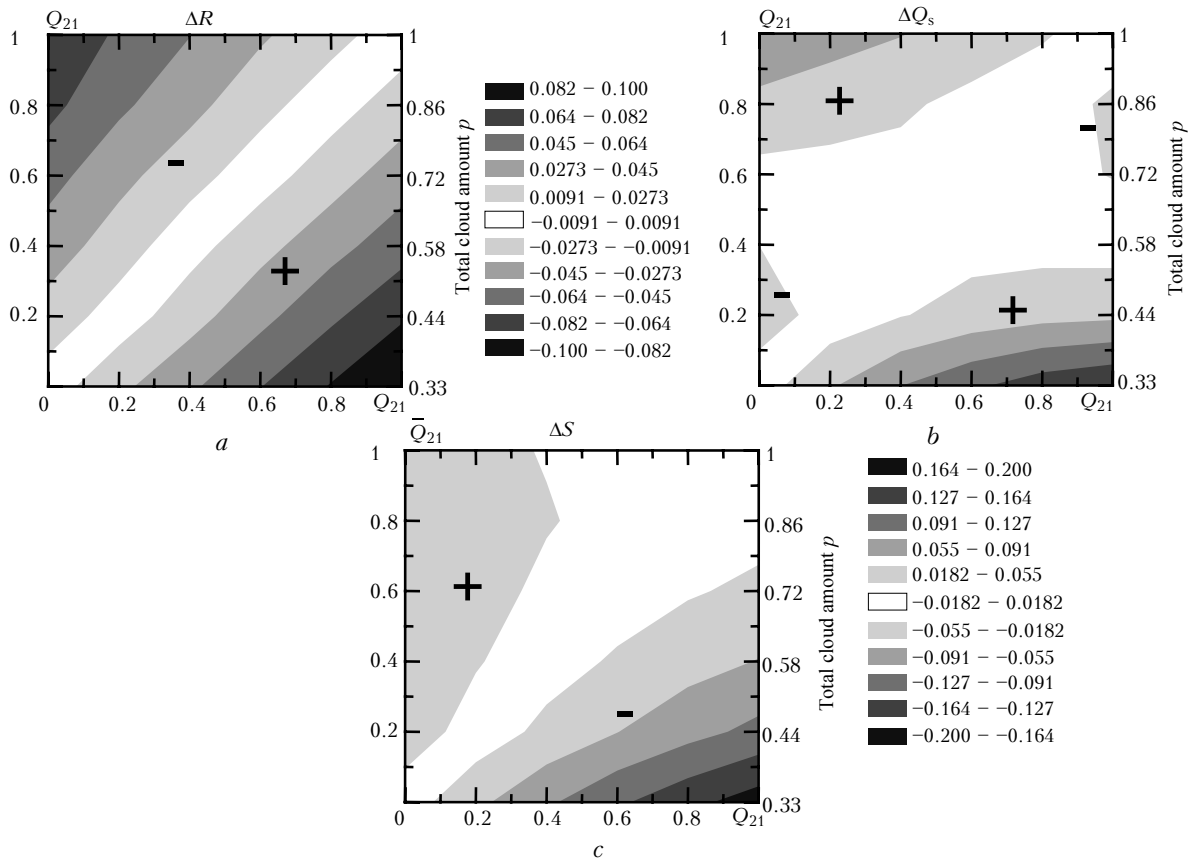 Q21 ΔR
1
0.8
0.6
0.4
0.2
0 0.2 0.4 0.6 0.8 Q21
1
0.86
0.72
0.58
0.44
0.33
Total cloud amount p
a
0.082 – 0.100
0.064 – 0.082
0.045 – 0.064
0.0273 – 0.045
0.0091 – 0.0273
−0.0091 – 0.0091
−0.0273 – −0.0091
−0.045 – −0.0273
−0.064 – −0.045
−0.082 – −0.064
−0.100 – −0.082
Q21 ΔQs
1
0.8
0.6
0.4
0.2
0 0.2 0.4 0.6 0.8 Q21
1
0.86
0.72
0.58
0.44
0.33
Total cloud amount p
b
Q̅21 ΔS
1
0.8
0.6
0.4
0.2
0 0.2 0.4 0.6 0.8 Q21
1
0.86
0.72
0.58
0.44
0.33
Total cloud amount p
c
0.164 – 0.200
0.127 – 0.164
0.091 – 0.127
0.055 – 0.091
0.0182 – 0.055
−0.0182 – 0.0182
−0.055 – −0.0182
−0.091 – −0.055
−0.127 – −0.091
−0.164 – −0.127
−0.200 – −0.164